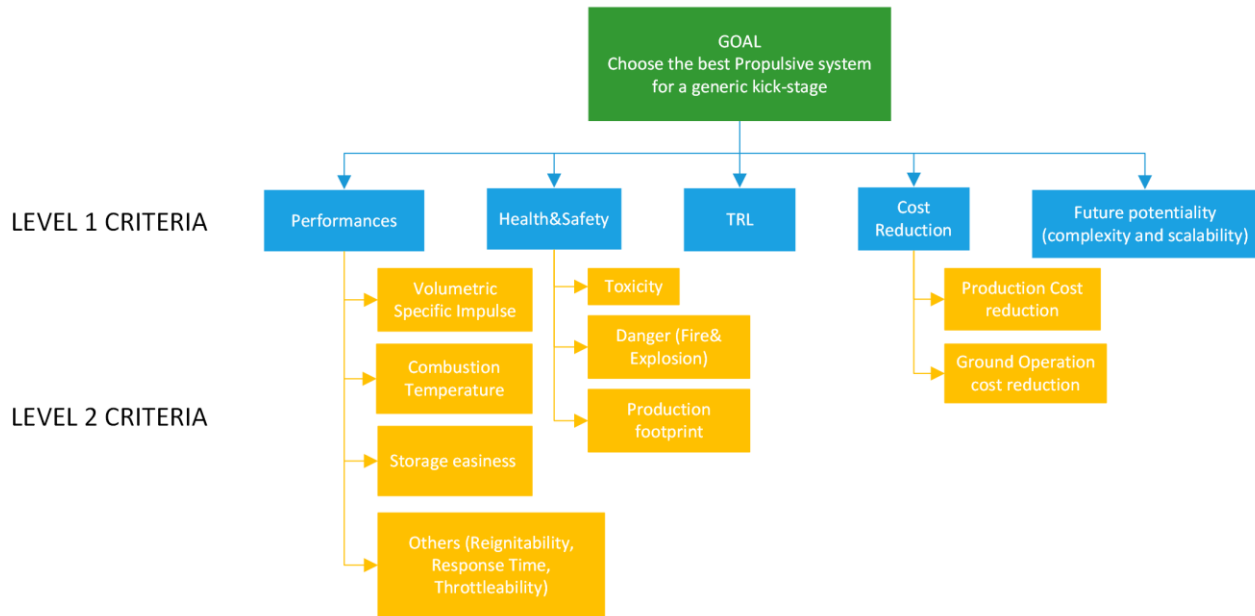 GOAL
Choose the best Propulsive system
for a generic kick-stage
LEVEL 1 CRITERIA
Performances
Health&Safety
TRL
Cost
Reduction
Future potentiality
(complexity and scalability)
Volumetric
Specific Impulse
Toxicity
Production Cost
reduction
Danger (Fire&
Explosion)
Combustion
Temperature
Ground Operation
cost reduction
LEVEL 2 CRITERIA
Production
footprint
Storage easiness
Others (Reignitability,
Response Time,
Throttleability)